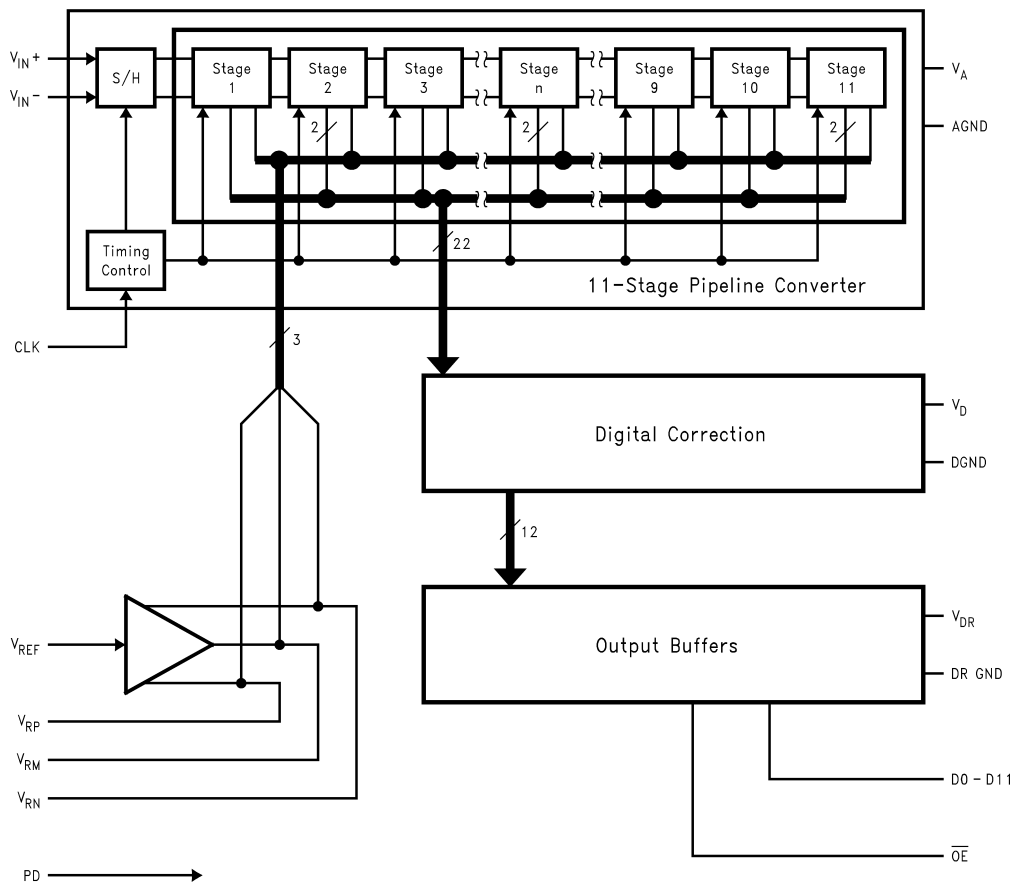 V_IN+
V_IN-
S/H
Stage 1
Stage 2
Stage 3
Stage n
Stage 9
Stage 10
Stage 11
V_A
AGND
2
2
2
Timing Control
22
11-Stage Pipeline Converter
CLK
3
V_D
Digital Correction
DGND
12
V_REF
V_DR
Output Buffers
DR GND
V_RP
V_RM
V_RN
D0 - D11
O̅E̅
PD